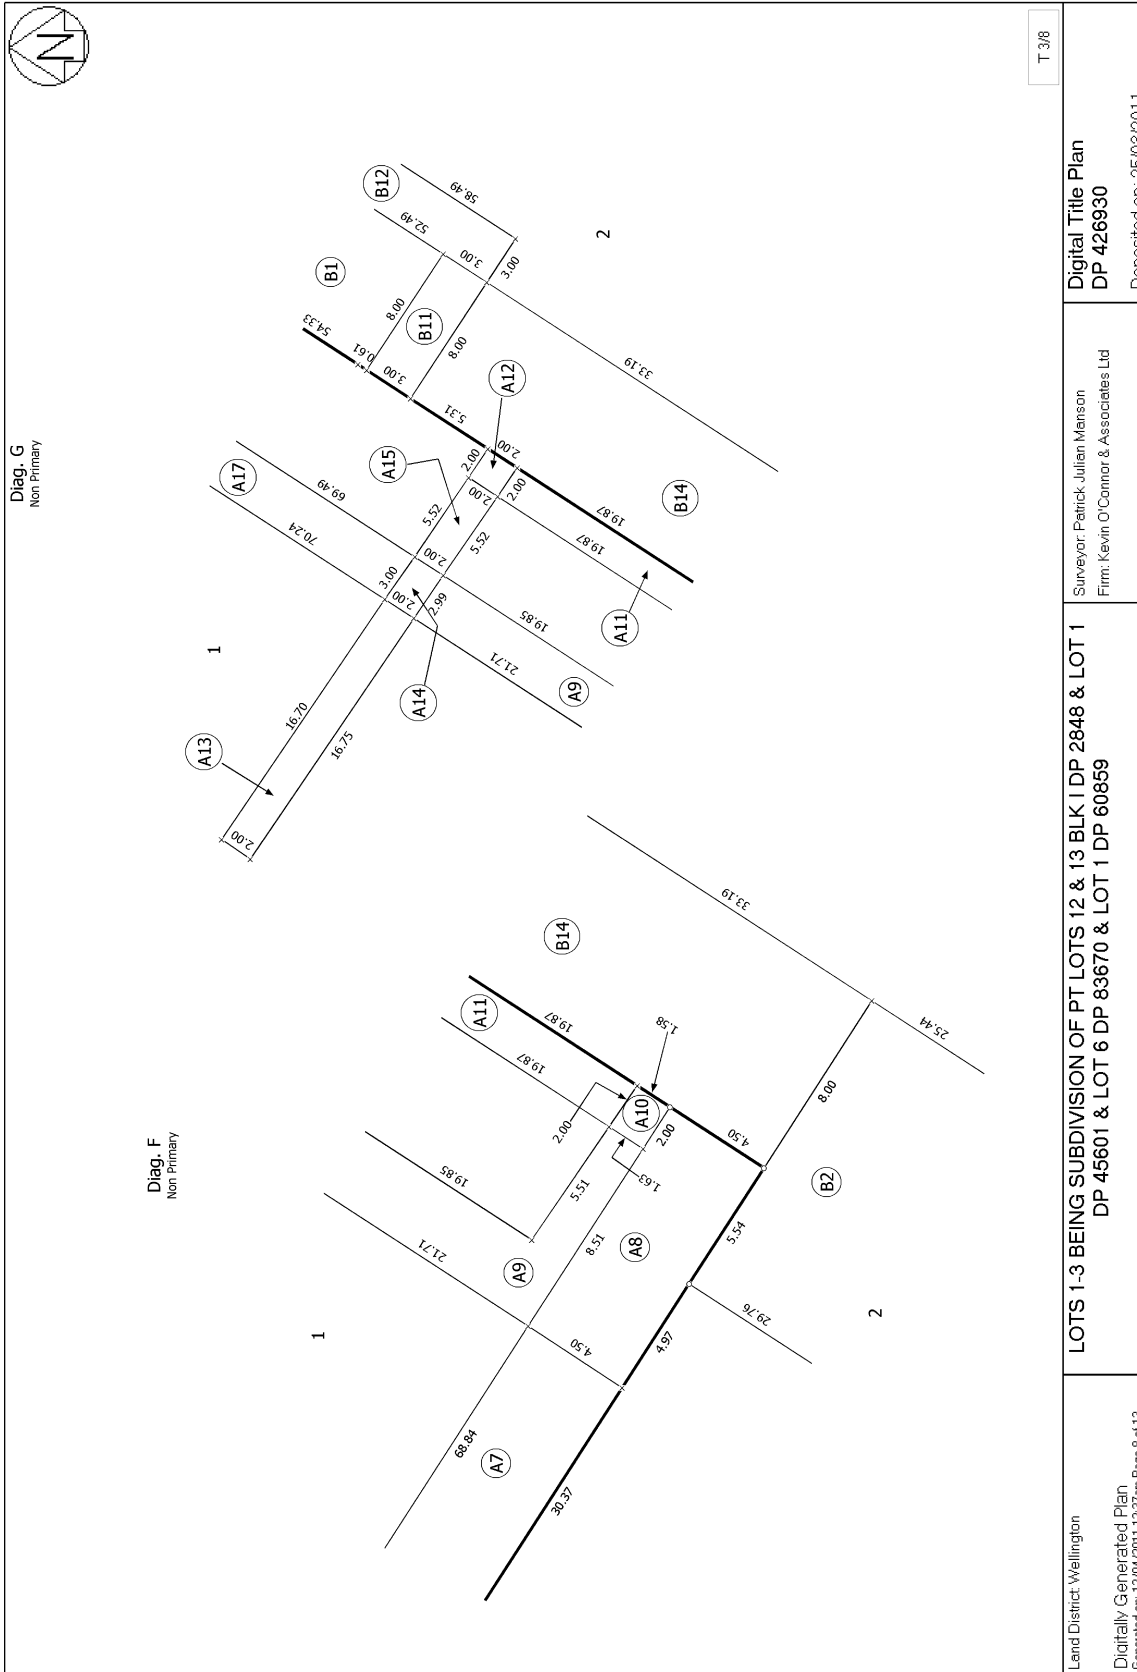 N
Diag. F
Non Primary
1
21.71
19.85
19.87
A11
19.87
B14
33.19
A9
2.00
A10
1.58
5.51
1.63
2.00
8.51
A8
4.50
68.84
4.50
A7
30.37
4.97
5.54
B2
8.00
25.44
29.76
2
Diag. G
Non Primary
1
A13
2.00
16.70
16.75
A17
70.24
69.49
3.00
2.00
2.99
A14
2.00
5.52
5.52
A15
2.00
2.00
2.00
2.00
A12
5.31
54.33
0.61
3.00
B1
8.00
B11
8.00
B12
52.49
58.49
3.00
3.00
2
33.19
21.71
A9
19.85
A11
19.87
19.87
B14
T 3/8
Land District: Wellington
Digitally Generated Plan
LOTS 1-3 BEING SUBDIVISION OF PT LOTS 12 & 13 BLK I DP 2848 & LOT 1
DP 45601 & LOT 6 DP 83670 & LOT 1 DP 60859
Surveyor: Patrick Julian Manson
Firm: Kevin O'Connor & Associates Ltd
Digital Title Plan
DP 426930